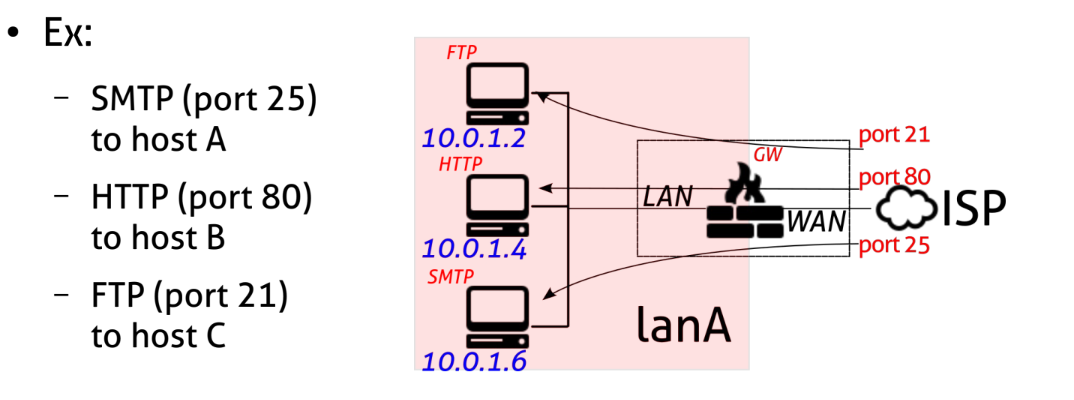 • Ex:
– SMTP (port 25)
to host A
– HTTP (port 80)
to host B
– FTP (port 21)
to host C
FTP
10.0.1.2
HTTP
10.0.1.4
SMTP
10.0.1.6
LAN
GW
WAN
port 21
port 80
ISP
port 25
lanA